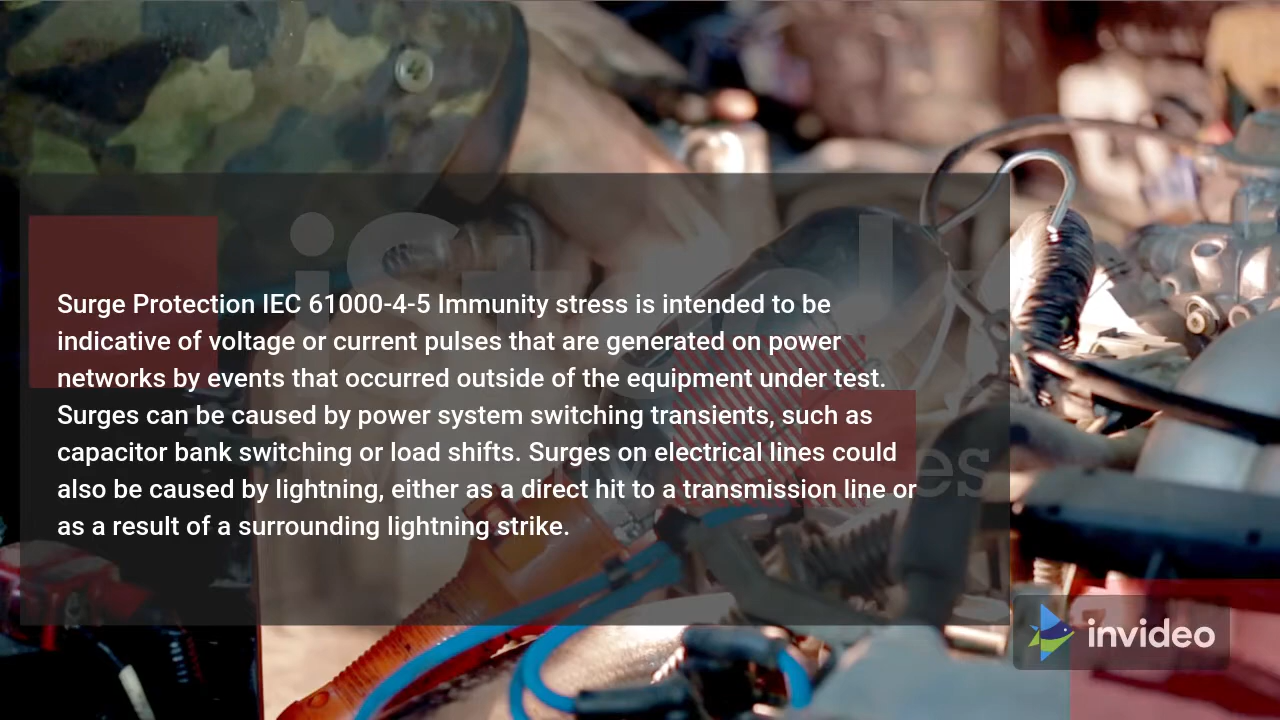 Surge Protection IEC 61000-4-5 Immunity stress is intended to be
indicative of voltage or current pulses that are generated on power
networks by events that occurred outside of the equipment under test.
Surges can be caused by power system switching transients, such as
capacitor bank switching or load shifts. Surges on electrical lines could
also be caused by lightning, either as a direct hit to a transmission line or
as a result of a surrounding lightning strike.
invideo